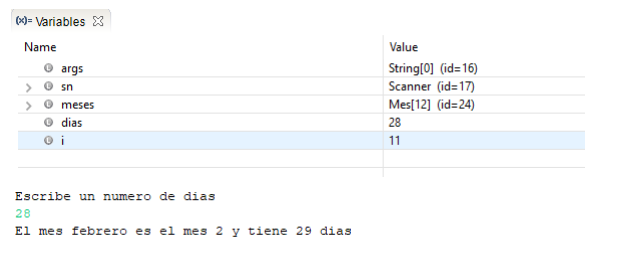 (x)= Variables
Name Value
args String[0] (id=16)
sn Scanner (id=17)
meses Mes[12] (id=24)
dias 28
i 11
Escribe un numero de dias
28
El mes febrero es el mes 2 y tiene 29 dias